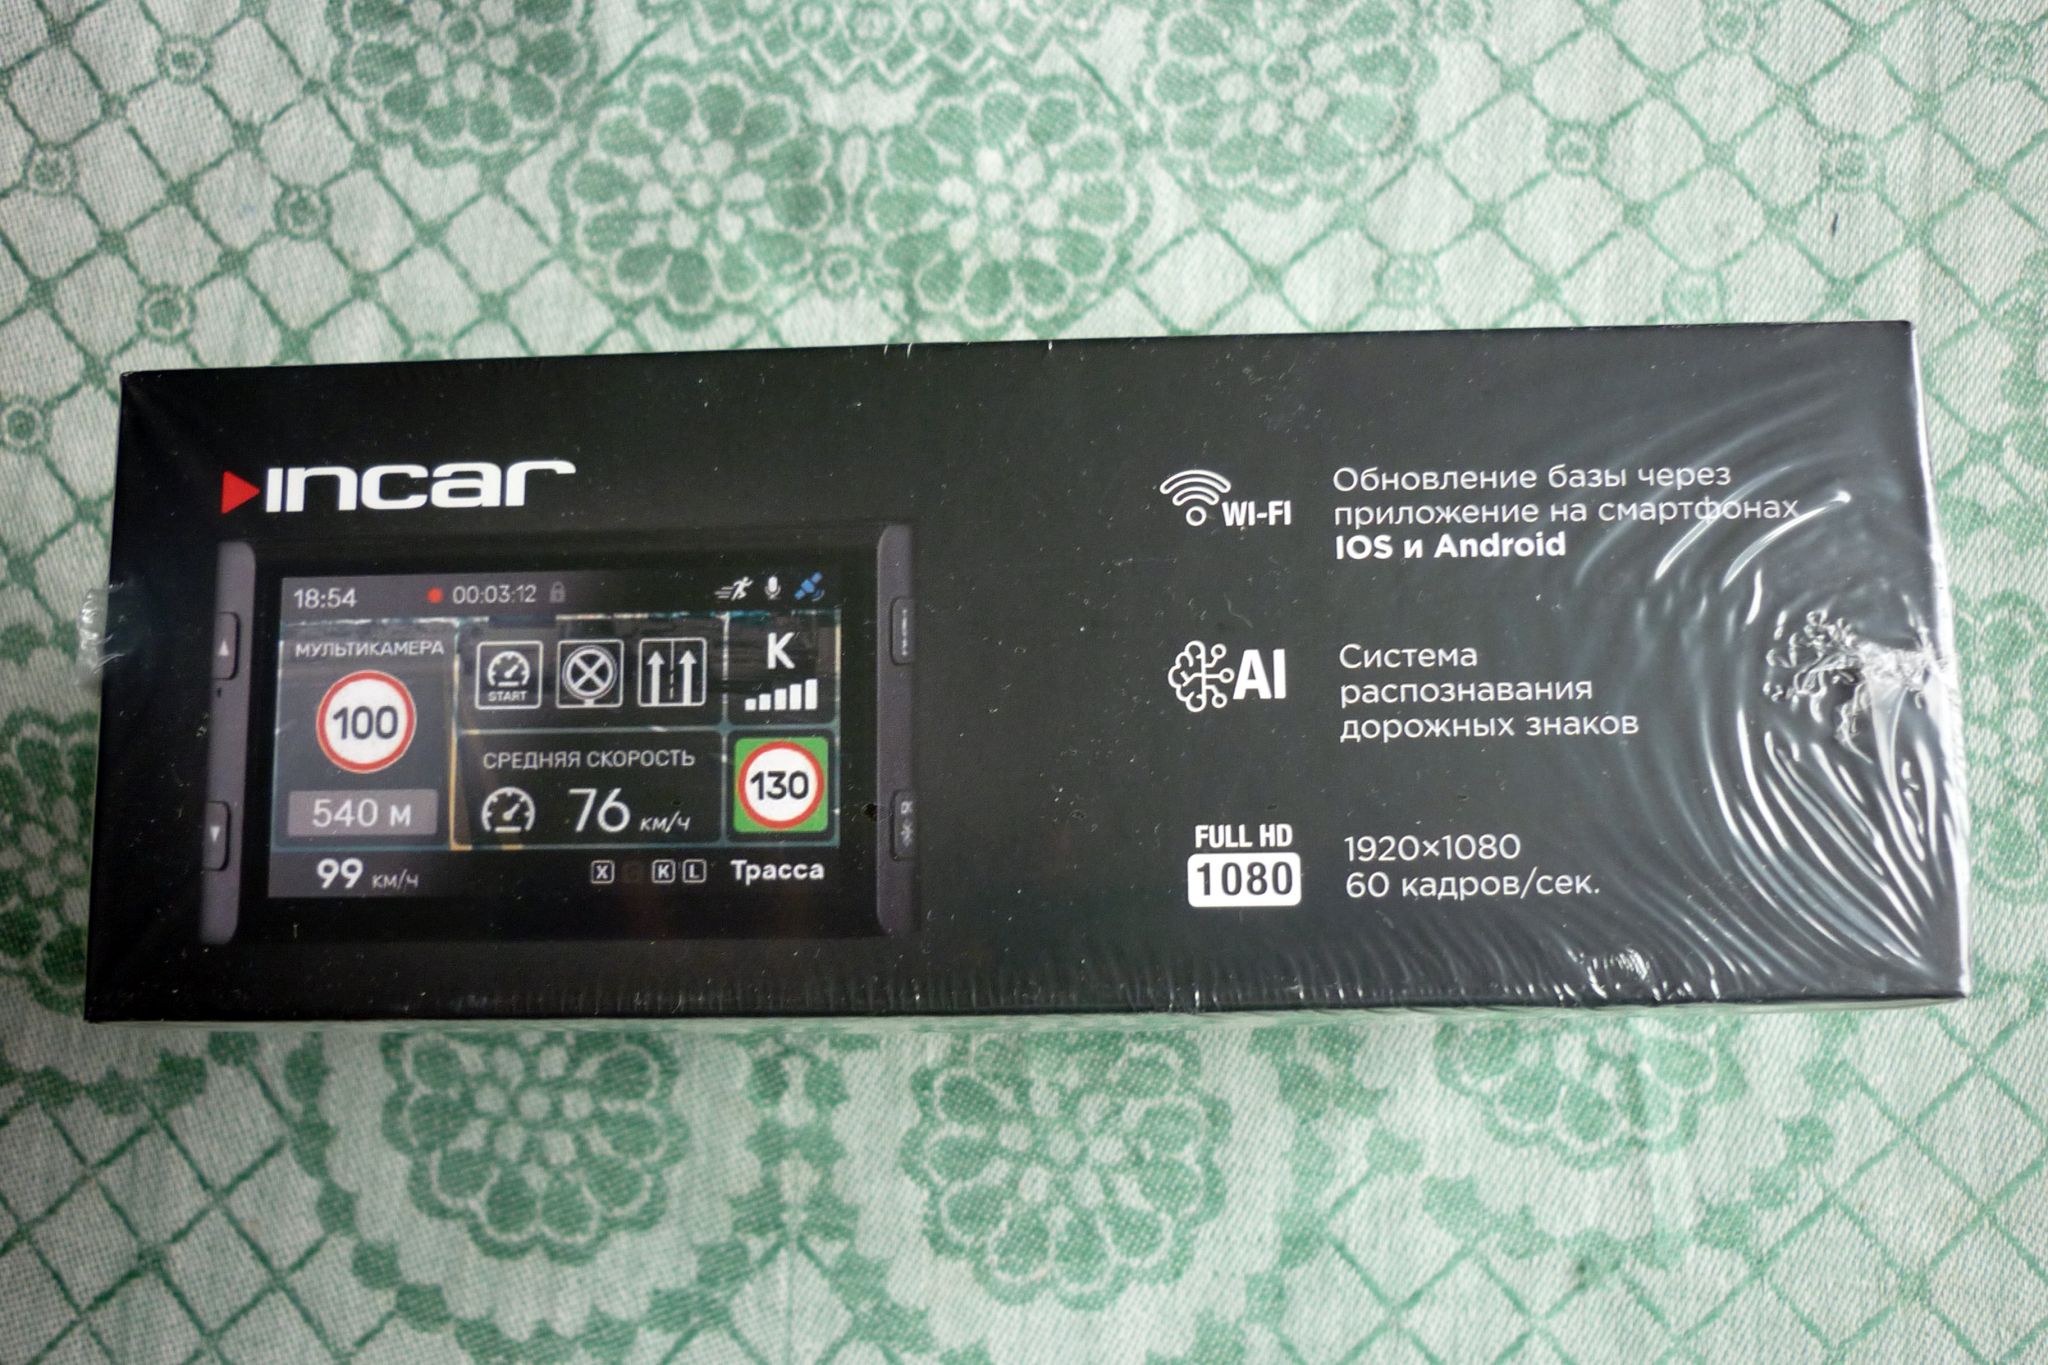 incar
18:54 00:03:12
МУЛЬТИКАМЕРА
100
540 М
99 КМ/Ч
START
K
СРЕДНЯЯ СКОРОСТЬ
76 КМ/Ч
130
X K L Трасса
WI-FI
Обновление базы через
приложение на смартфонах
IOS и Android
AI
Система
распознавания
дорожных знаков
FULL HD
1080
1920×1080
60 кадров/сек.